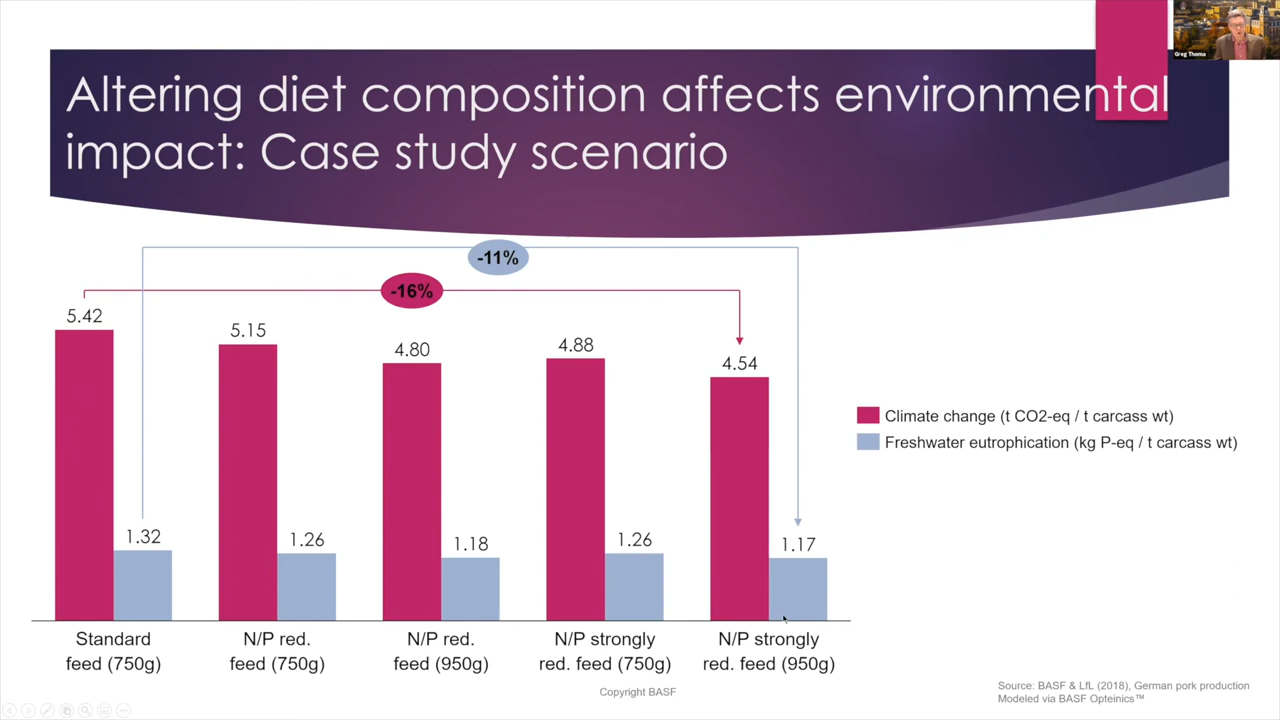 Greg Thoma
Altering diet composition affects environmental
impact: Case study scenario
-11%
-16%
5.42
5.15
4.80
4.88
4.54
1.32
1.26
1.18
1.26
1.17
Climate change (t CO2-eq / t carcass wt)
Freshwater eutrophication (kg P-eq / t carcass wt)
Standard
feed (750g)
N/P red.
feed (750g)
N/P red.
feed (950g)
N/P strongly
red. feed (750g)
N/P strongly
red. feed (950g)
Copyright BASF
Source: BASF & LfL (2018), German pork production
Modeled via BASF Opteinics™